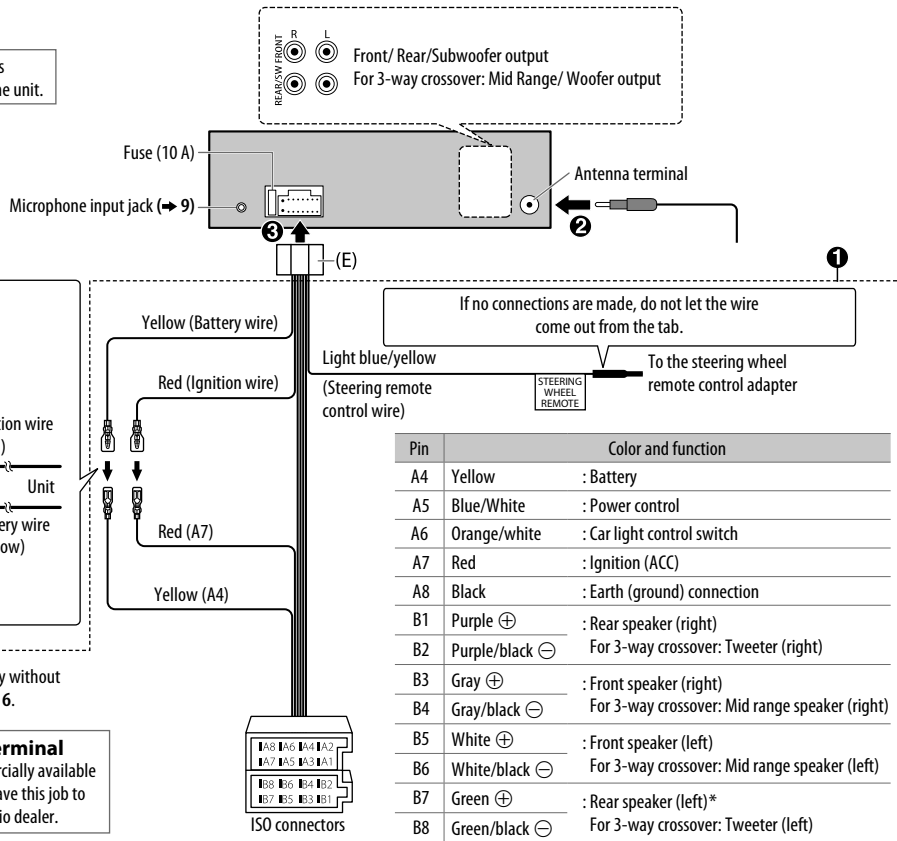 s
ne unit.
REAR/SW FRONT
R L
Front/ Rear/Subwoofer output
For 3-way crossover: Mid Range/ Woofer output
Fuse (10 A)
Antenna terminal
Microphone input jack (➜ 9)
❸
❷
(E)
❶
If no connections are made, do not let the wire
come out from the tab.
Yellow (Battery wire)
Light blue/yellow
(Steering remote
control wire)
STEERING
WHEEL
REMOTE
To the steering wheel
remote control adapter
Red (Ignition wire)
tion wire
)
Unit
ery wire
ow)
Red (A7)
Yellow (A4)
Pin Color and function
A4 Yellow : Battery
A5 Blue/White : Power control
A6 Orange/white : Car light control switch
A7 Red : Ignition (ACC)
A8 Black : Earth (ground) connection
B1 Purple ⊕ : Rear speaker (right)
B2 Purple/black ⊖ For 3-way crossover: Tweeter (right)
B3 Gray ⊕ : Front speaker (right)
B4 Gray/black ⊖ For 3-way crossover: Mid range speaker (right)
B5 White ⊕ : Front speaker (left)
B6 White/black ⊖ For 3-way crossover: Mid range speaker (left)
B7 Green ⊕ : Rear speaker (left)*
B8 Green/black ⊖ For 3-way crossover: Tweeter (left)
y without
6.
erminal
rcially available
ave this job to
io dealer.
A8 A6 A4 A2
A7 A5 A3 A1
B8 B6 B4 B2
B7 B5 B3 B1
ISO connectors